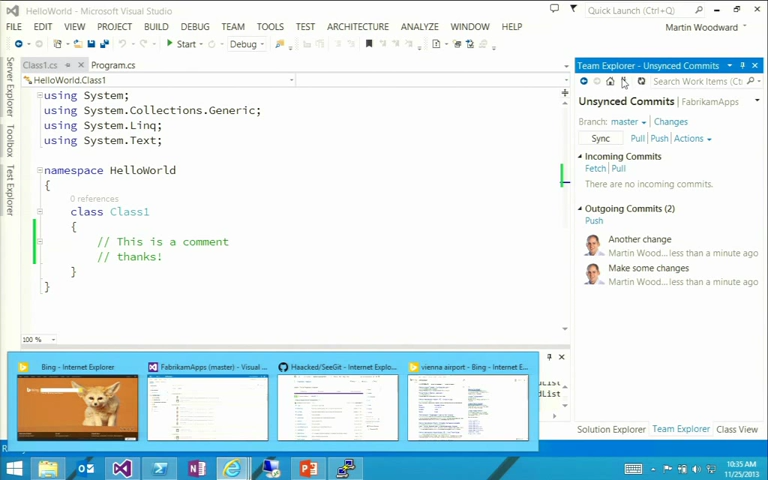 HelloWorld - Microsoft Visual Studio
Quick Launch (Ctrl+Q)
FILE EDIT VIEW PROJECT BUILD DEBUG TEAM TOOLS TEST ARCHITECTURE ANALYZE WINDOW HELP
Martin Woodward
Start Debug
Server Explorer
Toolbox
Test Explorer
Class1.cs Program.cs
HelloWorld.Class1
using System;
using System.Collections.Generic;
using System.Linq;
using System.Text;
namespace HelloWorld
{
0 references
class Class1
{
// This is a comment
// thanks!
}
}
100 %
Team Explorer - Unsynced Commits
Search Work Items (Ctrl
Unsynced Commits | FabrikamApps
Branch: master | Changes
Sync Pull | Push | Actions
Incoming Commits
Fetch | Pull
There are no incoming commits.
Outgoing Commits (2)
Push
Another change
Martin Wood... less than a minute ago
Make some changes
Martin Wood... less than a minute ago
Solution Explorer Team Explorer Class View
Bing - Internet Explorer
FabrikamApps (master) - Visual ...
Haacked/SeeGit - Internet Explo...
vienna airport - Bing - Internet E...
10:35 AM
11/25/2013